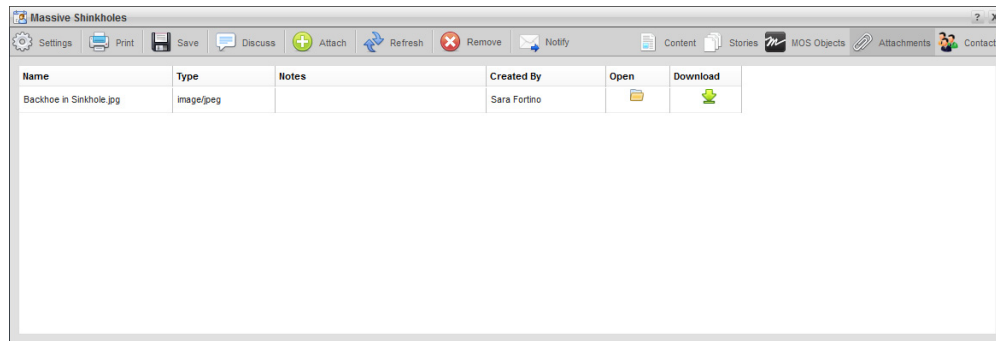 Massive Shinkholes ? X
Settings Print Save Discuss Attach Refresh Remove Notify Content Stories MOS Objects Attachments Contact
Name Type Notes Created By Open Download
Backhoe in Sinkhole.jpg image/jpeg Sara Fortino